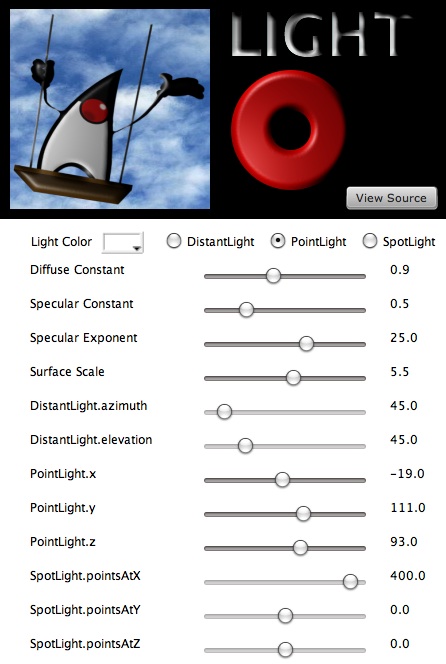 LIGHT
View Source
Light Color DistantLight PointLight SpotLight
Diffuse Constant 0.9
Specular Constant 0.5
Specular Exponent 25.0
Surface Scale 5.5
DistantLight.azimuth 45.0
DistantLight.elevation 45.0
PointLight.x -19.0
PointLight.y 111.0
PointLight.z 93.0
SpotLight.pointsAtX 400.0
SpotLight.pointsAtY 0.0
SpotLight.pointsAtZ 0.0